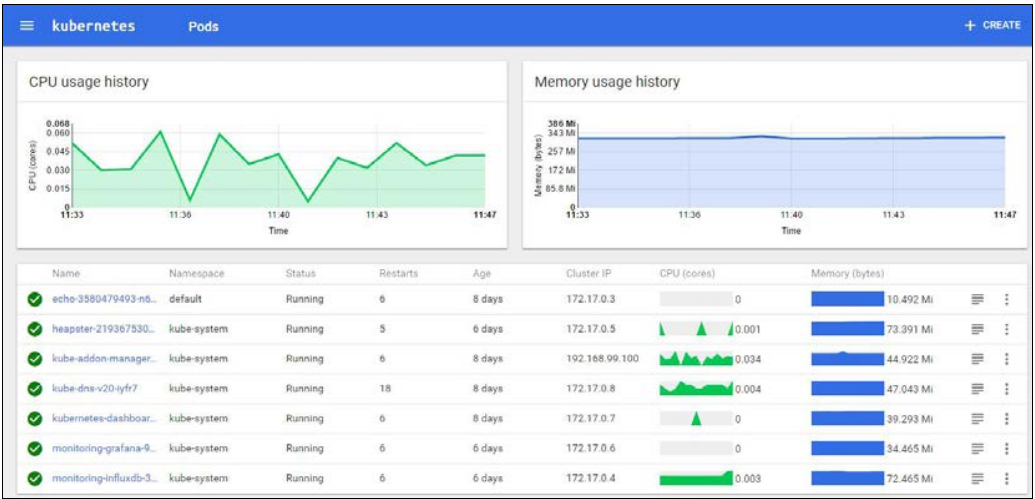 kubernetes Pods + CREATE
CPU usage history
CPU (cores)
0.068
0.060
0.045
0.030
0.015
0
11:33 11:36 11:40 11:43 11:47
Time
Memory usage history
Memory (bytes)
386 Mi
343 Mi
257 Mi
172 Mi
85.8 Mi
0
11:33 11:36 11:40 11:43 11:47
Time
Name Namespace Status Restarts Age Cluster IP CPU (cores) Memory (bytes)
echo-3580479493-n6... default Running 6 8 days 172.17.0.3 0 10.492 Mi
heapster-219367530... kube-system Running 5 6 days 172.17.0.5 0.001 73.391 Mi
kube-addon-manager... kube-system Running 6 8 days 192.168.99.100 0.034 44.922 Mi
kube-dns-v20-iyfr7 kube-system Running 18 8 days 172.17.0.8 0.004 47.043 Mi
kubernetes-dashboar... kube-system Running 6 8 days 172.17.0.7 0 39.293 Mi
monitoring-grafana-9... kube-system Running 6 6 days 172.17.0.6 0 34.465 Mi
monitoring-influxdb-3... kube-system Running 6 6 days 172.17.0.4 0.003 72.465 Mi